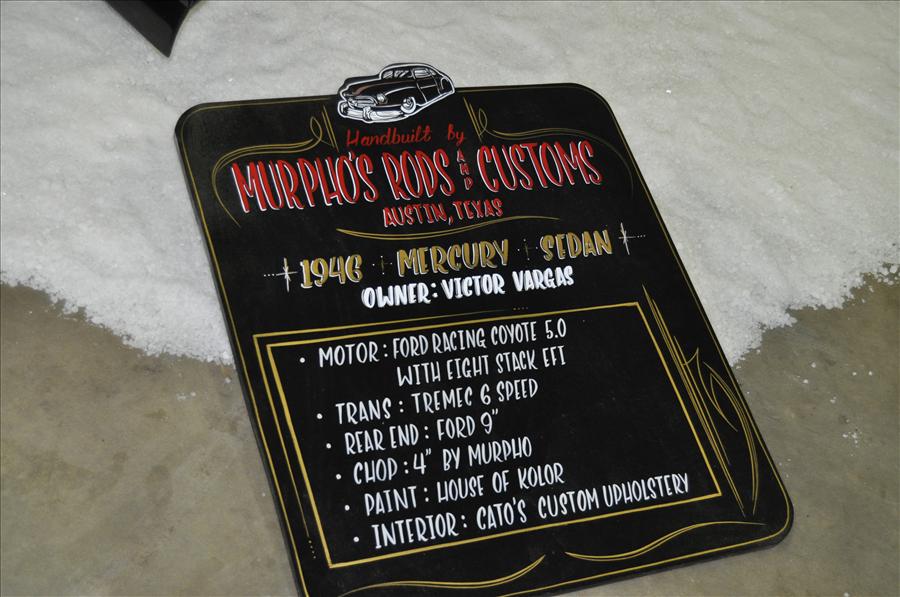 Handbuilt by
MURPHO'S RODS AND CUSTOMS
AUSTIN, TEXAS
1946 · MERCURY · SEDAN
OWNER: VICTOR VARGAS
• MOTOR: FORD RACING COYOTE 5.0
WITH EIGHT STACK EFI
• TRANS: TREMEC 6 SPEED
• REAR END: FORD 9"
• CHOP: 4" BY MURPHO
• PAINT: HOUSE OF KOLOR
• INTERIOR: CATO'S CUSTOM UPHOLSTERY